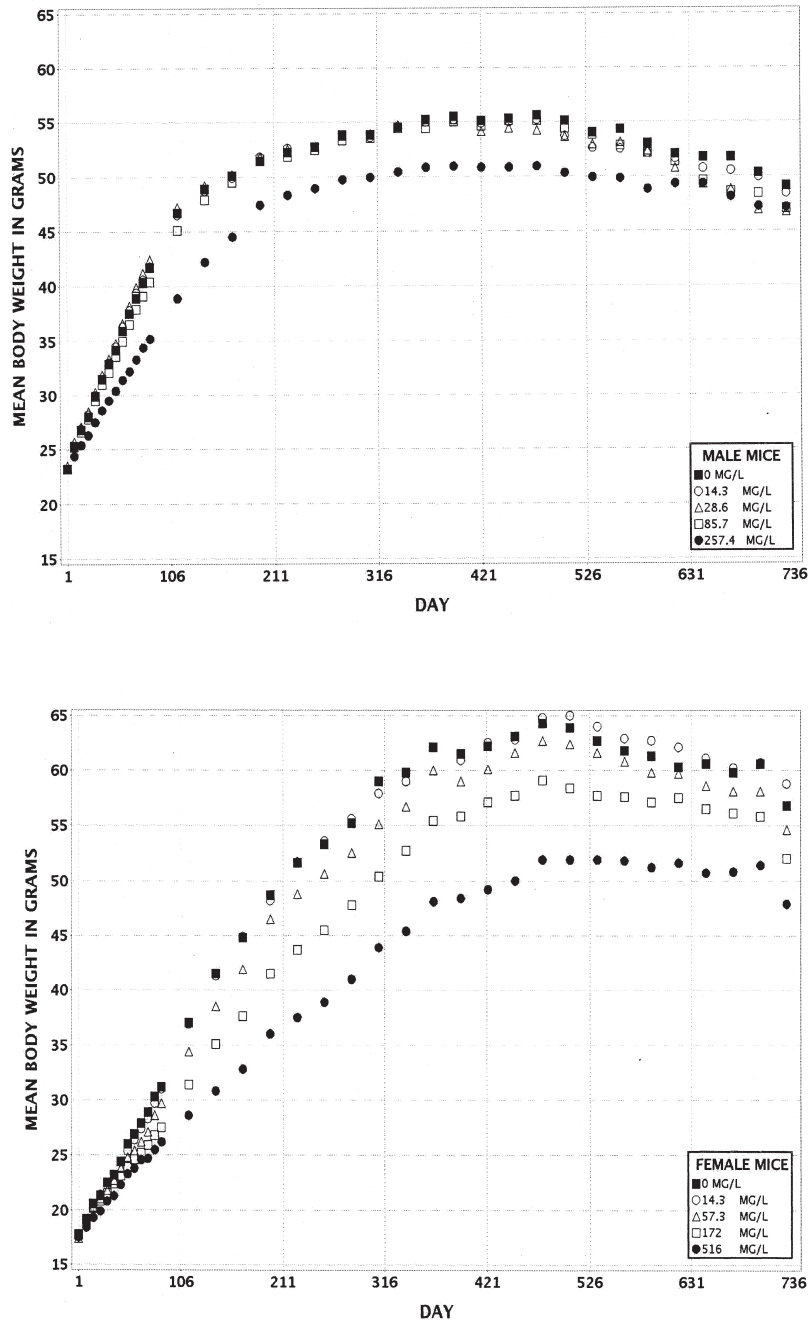 65
60
55
50
45
40
35
30
25
20
15
MEAN BODY WEIGHT IN GRAMS
MALE MICE
0 MG/L
14.3 MG/L
28.6 MG/L
85.7 MG/L
257.4 MG/L
1 106 211 316 421 526 631 736
DAY
65
60
55
50
45
40
35
30
25
20
15
MEAN BODY WEIGHT IN GRAMS
FEMALE MICE
0 MG/L
14.3 MG/L
57.3 MG/L
172 MG/L
516 MG/L
1 106 211 316 421 526 631 736
DAY